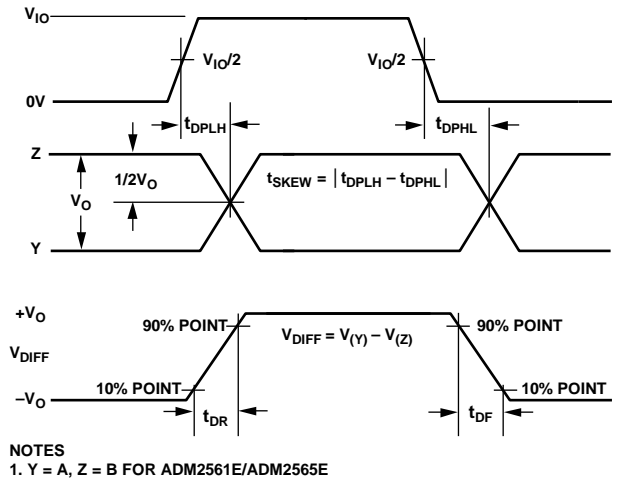 VIO
VIO/2
VIO/2
0V
tDPLH
tDPHL
Z
1/2VO
tSKEW = |tDPLH – tDPHL|
VO
Y
+VO
90% POINT
VDIFF = V(Y) – V(Z)
90% POINT
VDIFF
10% POINT
10% POINT
–VO
tDR
tDF
NOTES
1. Y = A, Z = B FOR ADM2561E/ADM2565E